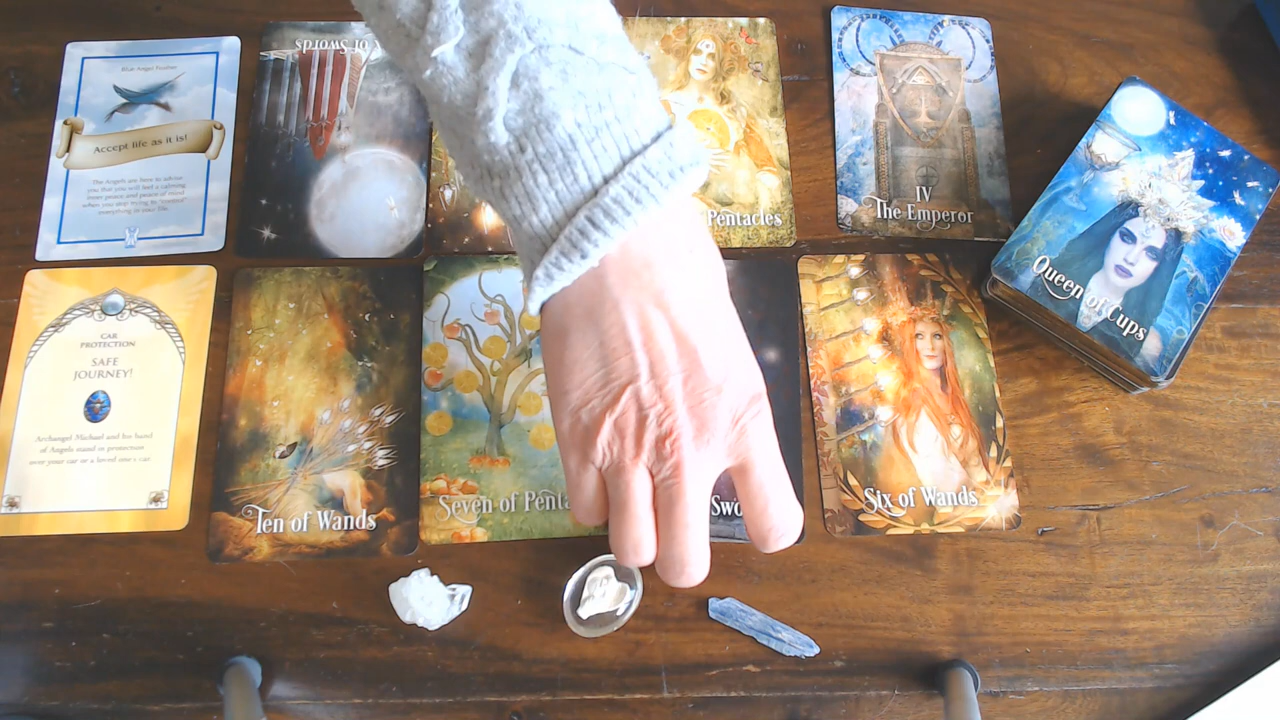 Blue Angel Feather
Accept life as it is!
The Angels are here to advise
you that you will feel a calming
inner peace and peace of mind
when you stop trying to "control"
everything in your life.
of Swords
Pentacles
IV
The Emperor
Queen of Cups
CAR
PROTECTION
SAFE
JOURNEY!
Archangel Michael and his band
of Angels stand in protection
over your car or a loved one's car.
Ten of Wands
Seven of Penta
Swo
Six of Wands